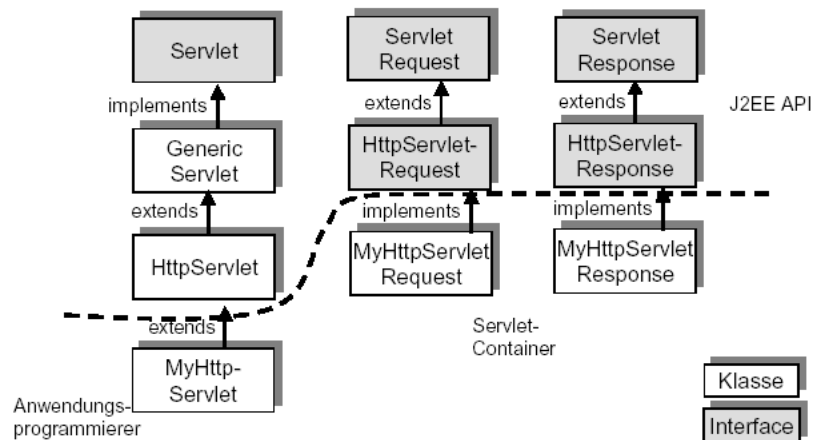 Servlet
implements
Generic
Servlet
extends
HttpServlet
extends
MyHttp-
Servlet
Anwendungs-
programmierer
Servlet
Request
extends
HttpServlet-
Request
implements
MyHttpServlet
Request
Servlet
Response
extends
HttpServlet-
Response
implements
MyHttpServlet
Response
J2EE API
Servlet-
Container
Klasse
Interface